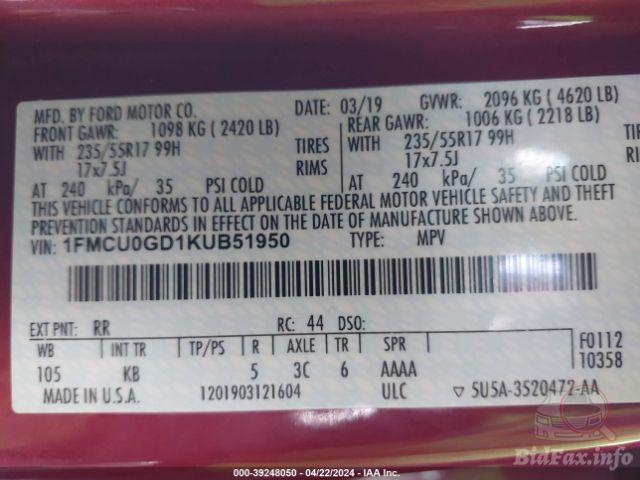 MFD. BY FORD MOTOR CO.
DATE: 03/19 GVWR: 2096 KG ( 4620 LB)
FRONT GAWR: 1098 KG ( 2420 LB) REAR GAWR: 1006 KG ( 2218 LB)
WITH 235/55R17 99H TIRES WITH 235/55R17 99H TIRES
17x7.5J RIMS 17x7.5J RIMS
AT 240 kPa/ 35 PSI COLD AT 240 kPa/ 35 PSI COLD
THIS VEHICLE CONFORMS TO ALL APPLICABLE FEDERAL MOTOR VEHICLE SAFETY AND THEFT
PREVENTION STANDARDS IN EFFECT ON THE DATE OF MANUFACTURE SHOWN ABOVE.
VIN: 1FMCU0GD1KUB51950 TYPE: MPV
EXT PNT: RR RC: 44 DSO:
WB INT TR TP/PS R AXLE TR SPR F0112
105 KB 5 3C 6 AAAA 10358
MADE IN U.S.A. 1201903121604 ULC ▽ 5U5A-3520472-AA
000-39248050 - 04/22/2024 - IAA Inc.
BidFax.info